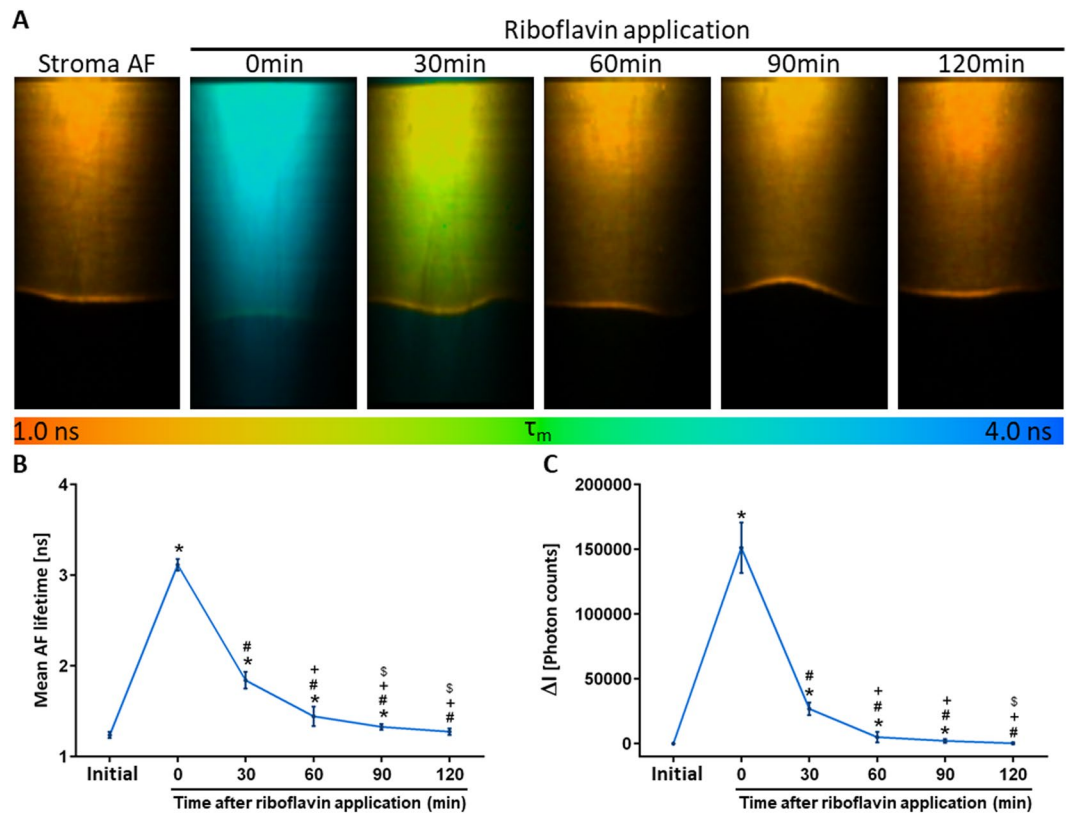 A
Riboflavin application
Stroma AF 0min 30min 60min 90min 120min
1.0 ns τm 4.0 ns
B
Mean AF lifetime [ns]
4
3
2
1
*
#
*
+
#
*
$
+
#
*
$
+
#
Initial 0 30 60 90 120
Time after riboflavin application (min)
C
ΔI [Photon counts]
200000
150000
100000
50000
0
*
#
*
+
#
*
+
#
*
$
+
#
Initial 0 30 60 90 120
Time after riboflavin application (min)